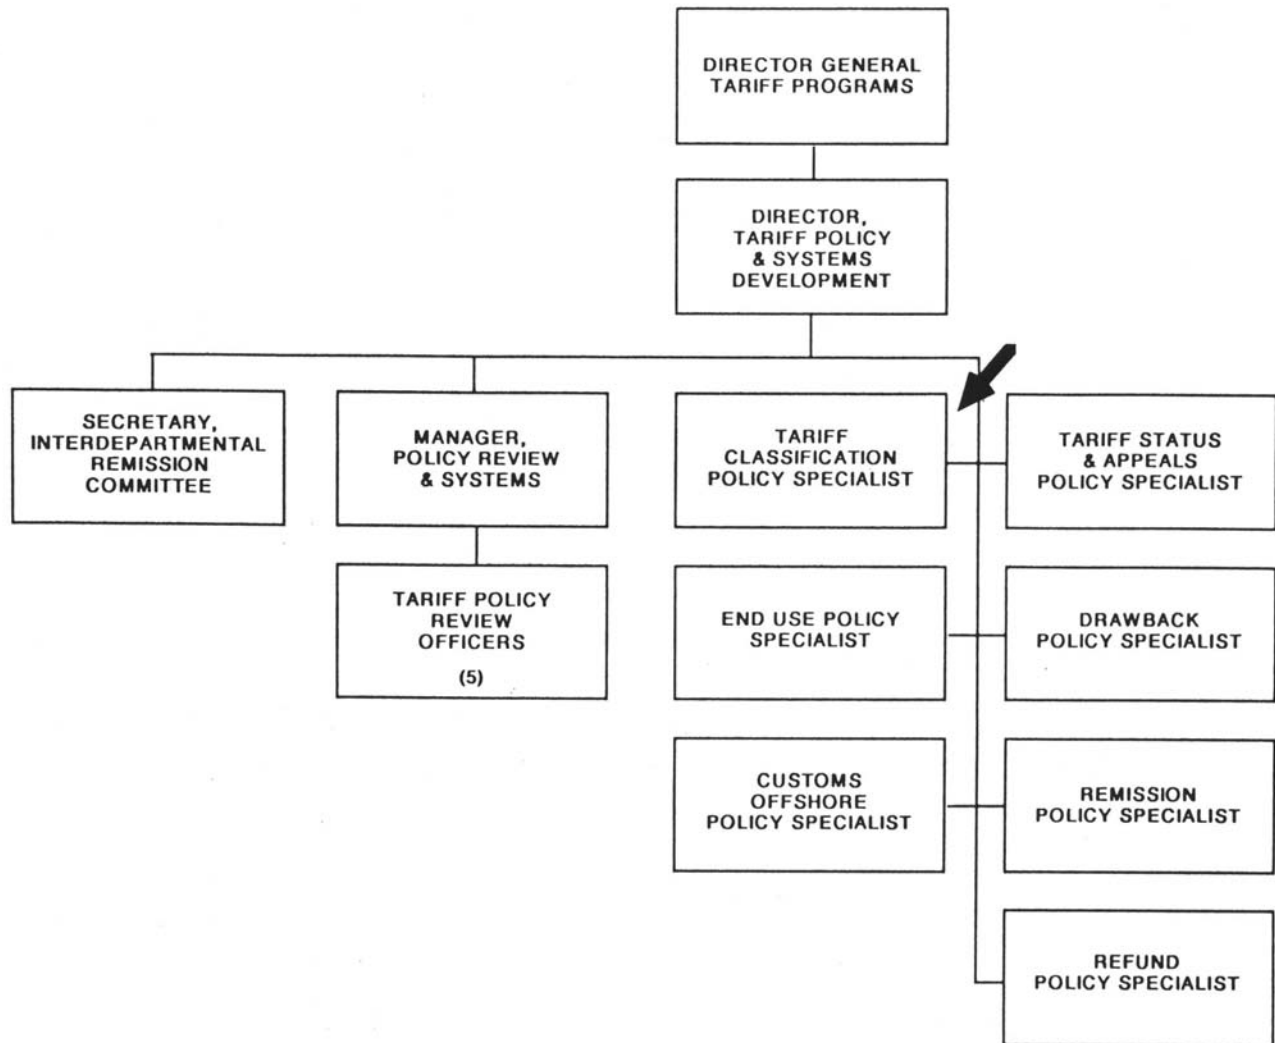 DIRECTOR GENERAL
TARIFF PROGRAMS
DIRECTOR,
TARIFF POLICY
& SYSTEMS
DEVELOPMENT
SECRETARY,
INTERDEPARTMENTAL
REMISSION
COMMITTEE
MANAGER,
POLICY REVIEW
& SYSTEMS
TARIFF
CLASSIFICATION
POLICY SPECIALIST
TARIFF STATUS
& APPEALS
POLICY SPECIALIST
TARIFF POLICY
REVIEW
OFFICERS
(5)
END USE POLICY
SPECIALIST
DRAWBACK
POLICY SPECIALIST
CUSTOMS
OFFSHORE
POLICY SPECIALIST
REMISSION
POLICY SPECIALIST
REFUND
POLICY SPECIALIST